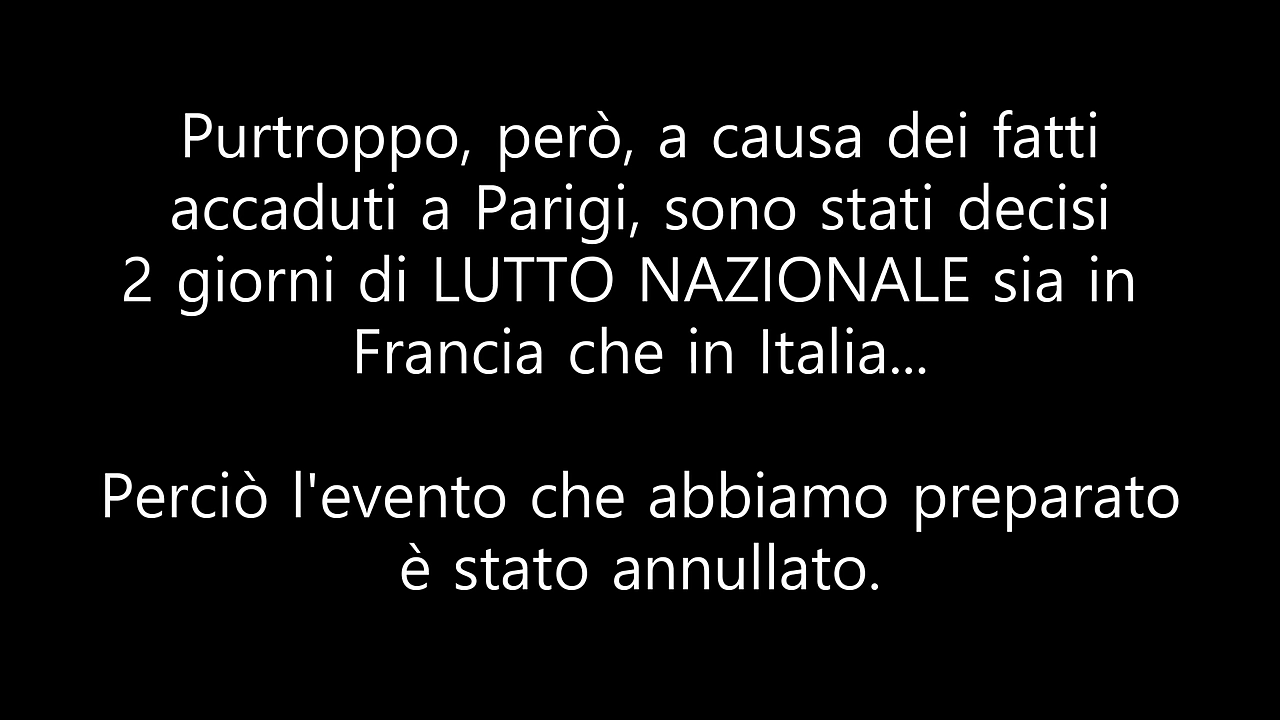 Purtroppo, però, a causa dei fatti
accaduti a Parigi, sono stati decisi
2 giorni di LUTTO NAZIONALE sia in
Francia che in Italia...
Perciò l'evento che abbiamo preparato
è stato annullato.